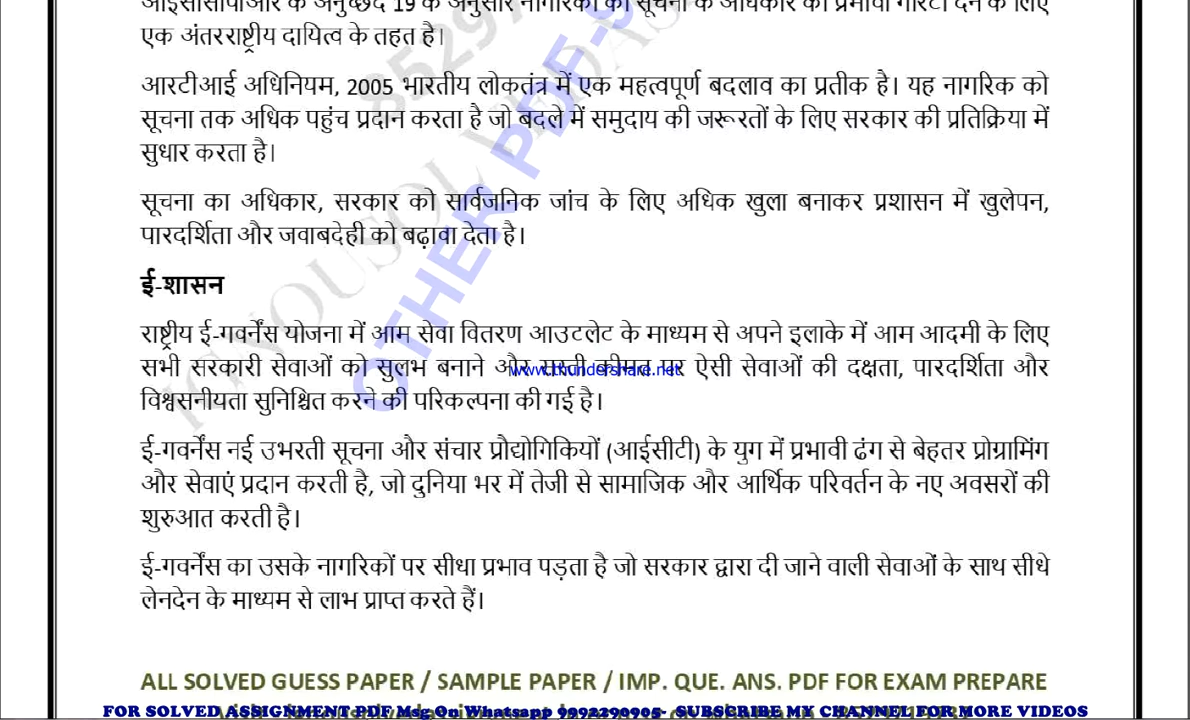 आईसीसीपीआर के अनुच्छेद 19 के अनुसार नागरिकों को सूचना के अधिकार की प्रभावी गारंटी देने के लिए
एक अंतरराष्ट्रीय दायित्व के तहत है।
आरटीआई अधिनियम, 2005 भारतीय लोकतंत्र में एक महत्वपूर्ण बदलाव का प्रतीक है। यह नागरिक को
सूचना तक अधिक पहुंच प्रदान करता है जो बदले में समुदाय की जरूरतों के लिए सरकार की प्रतिक्रिया में
सुधार करता है।
सूचना का अधिकार, सरकार को सार्वजनिक जांच के लिए अधिक खुला बनाकर प्रशासन में खुलेपन,
पारदर्शिता और जवाबदेही को बढ़ावा देता है।
ई-शासन
राष्ट्रीय ई-गवर्नेंस योजना में आम सेवा वितरण आउटलेट के माध्यम से अपने इलाके में आम आदमी के लिए
सभी सरकारी सेवाओं को सुलभ बनाने और सस्ती कीमत पर ऐसी सेवाओं की दक्षता, पारदर्शिता और
www.thundershare.net
विश्वसनीयता सुनिश्चित करने की परिकल्पना की गई है।
ई-गवर्नेंस नई उभरती सूचना और संचार प्रौद्योगिकियों (आईसीटी) के युग में प्रभावी ढंग से बेहतर प्रोग्रामिंग
और सेवाएं प्रदान करती है, जो दुनिया भर में तेजी से सामाजिक और आर्थिक परिवर्तन के नए अवसरों की
शुरुआत करती है।
ई-गवर्नेंस का उसके नागरिकों पर सीधा प्रभाव पड़ता है जो सरकार द्वारा दी जाने वाली सेवाओं के साथ सीधे
लेनदेन के माध्यम से लाभ प्राप्त करते हैं।
OTHER PDF-9
ALL SOLVED GUESS PAPER / SAMPLE PAPER / IMP. QUE. ANS. PDF FOR EXAM PREPARE
FOR SOLVED ASSIGNMENT PDF Msg On Whatsapp 9992290905- SUBSCRIBE MY CHANNEL FOR MORE VIDEOS